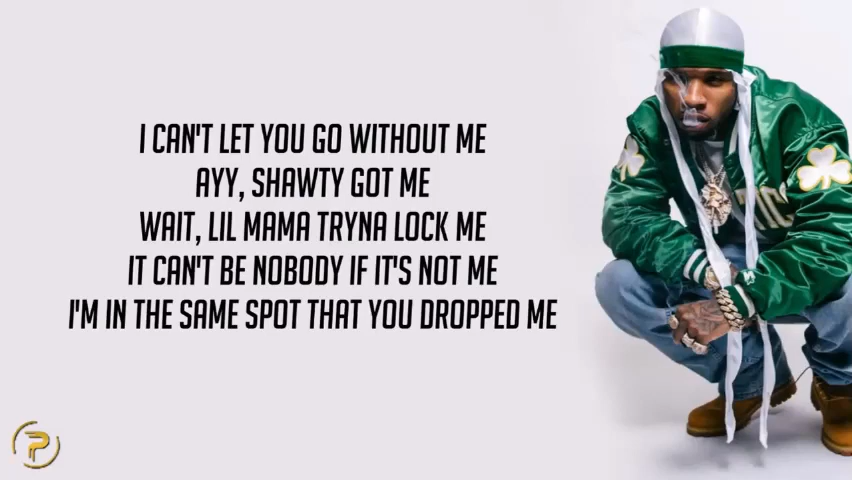 I CAN'T LET YOU GO WITHOUT ME
AYY, SHAWTY GOT ME
WAIT, LIL MAMA TRYNA LOCK ME
IT CAN'T BE NOBODY IF IT'S NOT ME
I'M IN THE SAME SPOT THAT YOU DROPPED ME